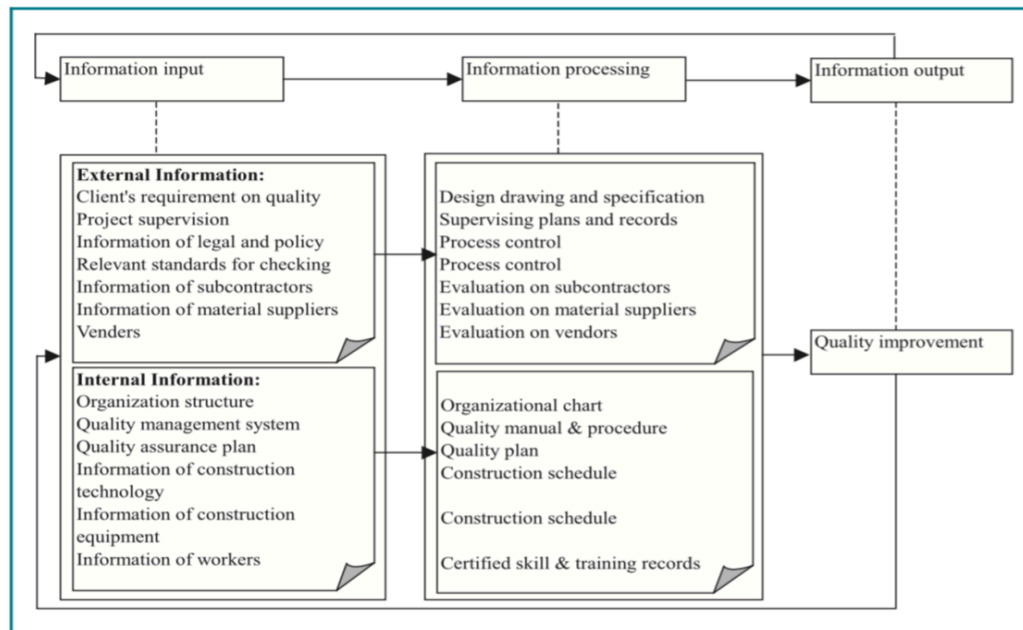 Information input
Information processing
Information output
External Information:
Client's requirement on quality
Project supervision
Information of legal and policy
Relevant standards for checking
Information of subcontractors
Information of material suppliers
Venders
Design drawing and specification
Supervising plans and records
Process control
Process control
Evaluation on subcontractors
Evaluation on material suppliers
Evaluation on vendors
Quality improvement
Internal Information:
Organization structure
Quality management system
Quality assurance plan
Information of construction
technology
Information of construction
equipment
Information of workers
Organizational chart
Quality manual & procedure
Quality plan
Construction schedule
Construction schedule
Certified skill & training records